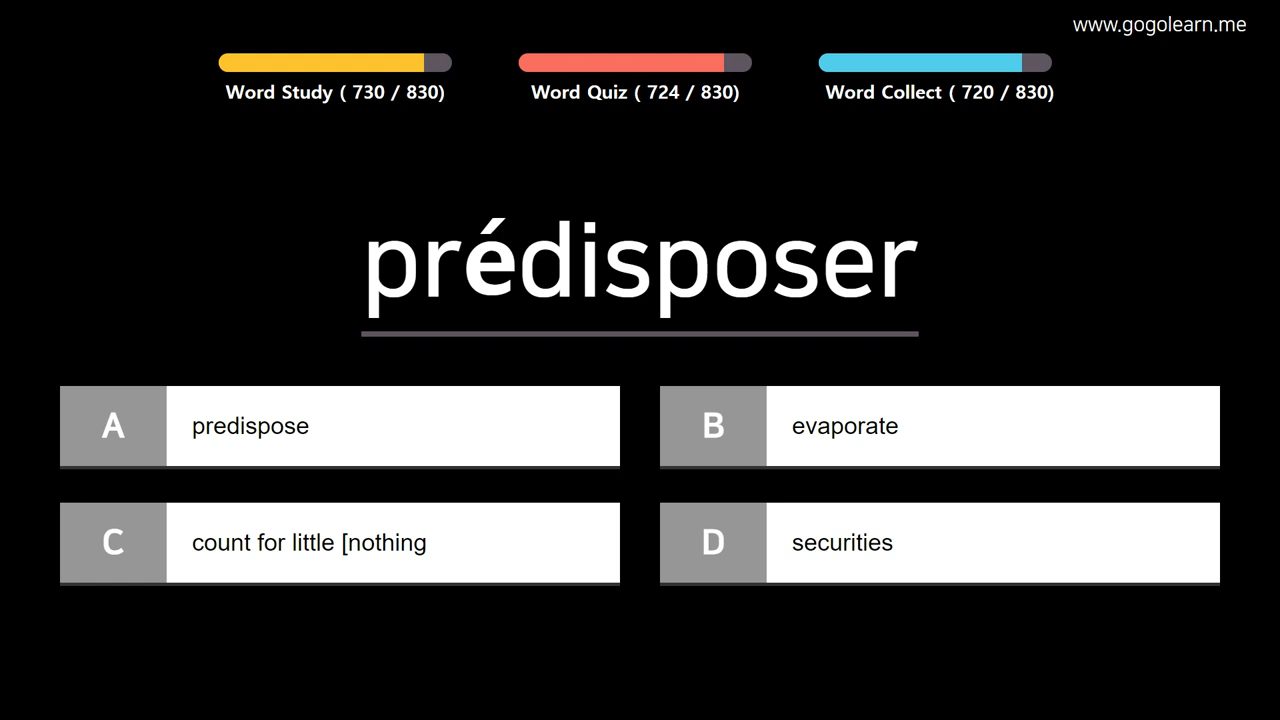 www.gogolearn.me
Word Study ( 730 / 830)
Word Quiz ( 724 / 830)
Word Collect ( 720 / 830)
prédisposer
A predispose
B evaporate
C count for little [nothing
D securities